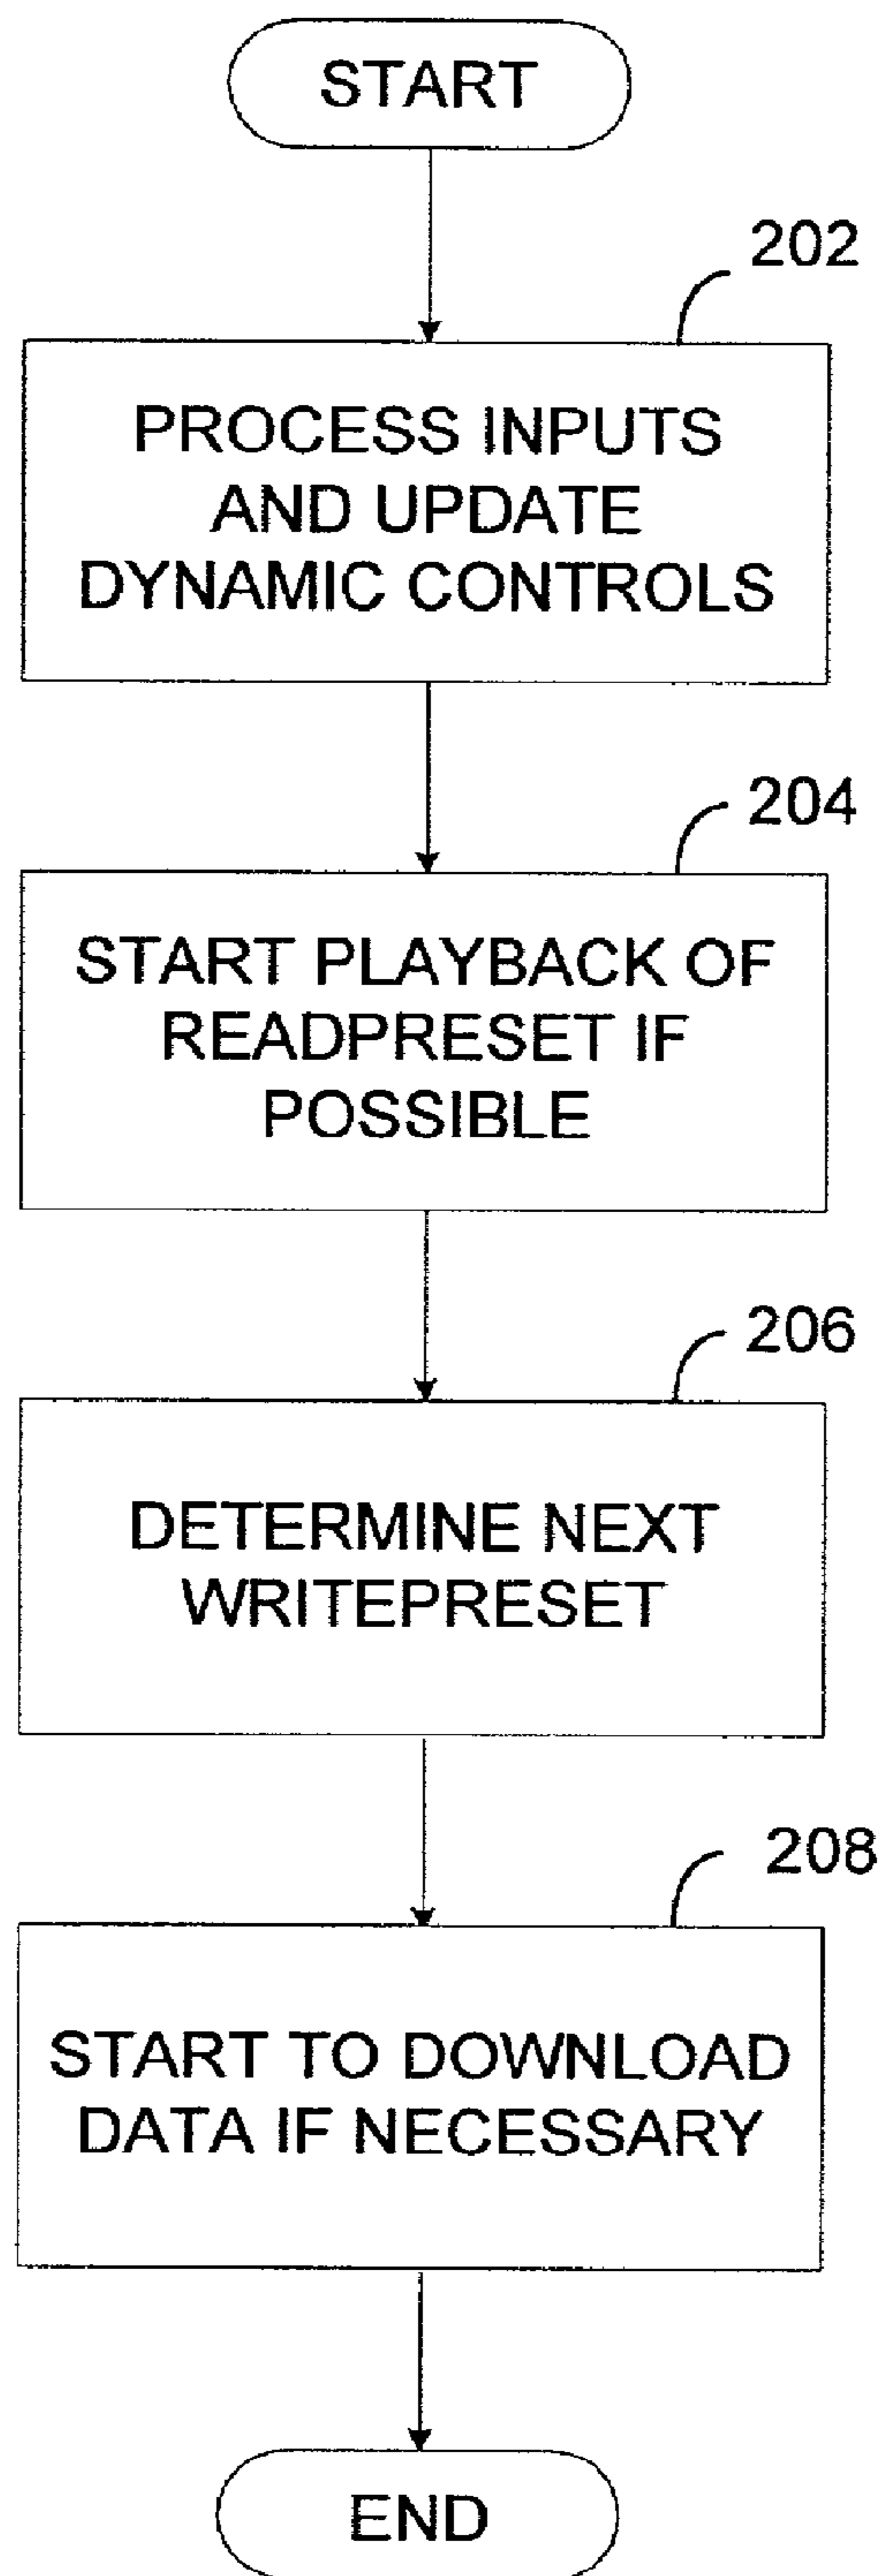 START
202
PROCESS INPUTS
AND UPDATE
DYNAMIC CONTROLS
204
START PLAYBACK OF
READPRESET IF
POSSIBLE
206
DETERMINE NEXT
WRITEPRESET
208
START TO DOWNLOAD
DATA IF NECESSARY
END